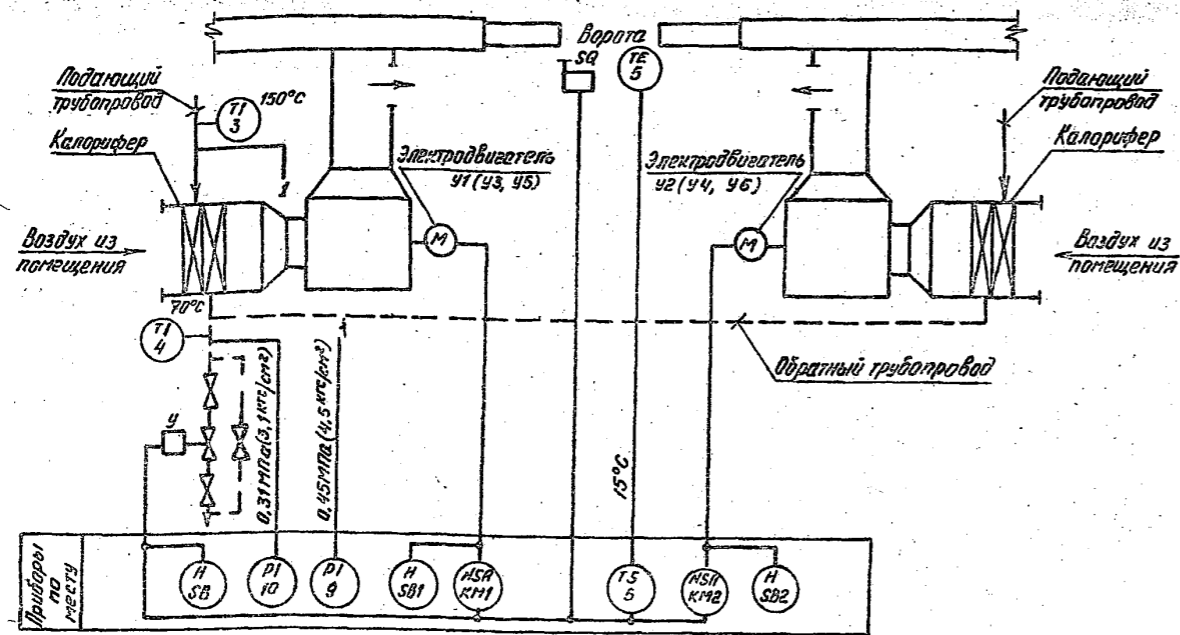 Ворота
SQ
TE
5
Подающий
трубопровод
TI
3
150°С
Калорифер
1
Электродвигатель
У1 (У3, У5)
Электродвигатель
У2 (У4, У6)
Подающий
трубопровод
Калорифер
М
М
Воздух из
помещения
Воздух из
помещения
70°С
TI
4
Обратный трубопровод
У
0,31 МПа (3,1 кгс/см²)
0,45 МПа (4,5 кгс/см²)
15°С
Приборы
по
месту
H
SB
PI
10
PI
9
H
SB1
NSA
KM1
TS
6
NSA
KM2
H
SB2